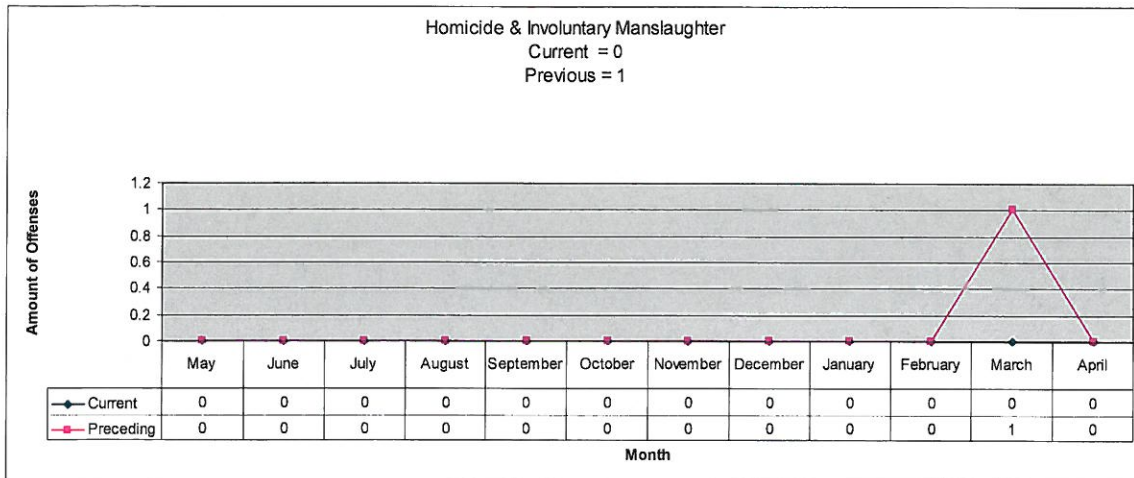 Homicide & Involuntary Manslaughter
Current = 0
Previous = 1
Amount of Offenses
1.2
1
0.8
0.6
0.4
0.2
0
May June July August September October November December January February March April
Current 0 0 0 0 0 0 0 0 0 0 0 0
Preceding 0 0 0 0 0 0 0 0 0 0 1 0
Month